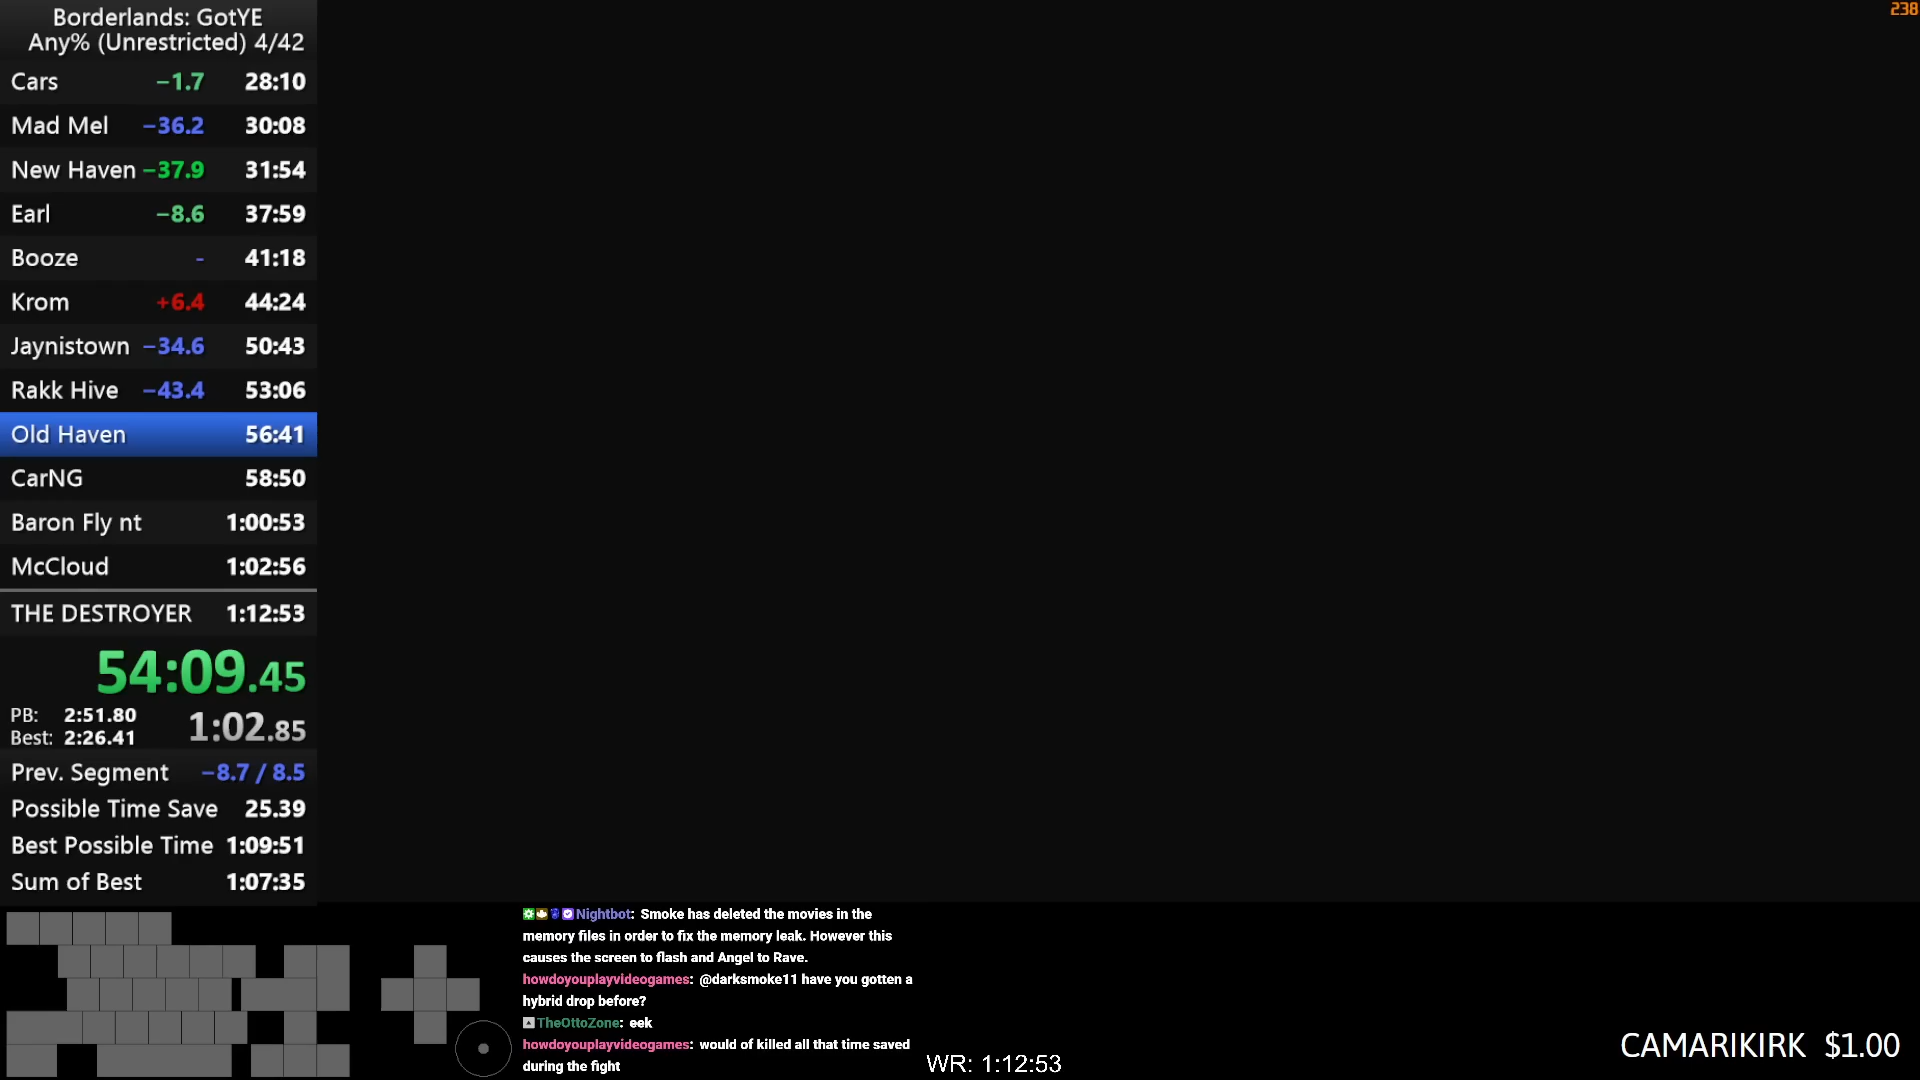 Borderlands: GotYE
Any% (Unrestricted) 4/42
Cars −1.7 28:10
Mad Mel −36.2 30:08
New Haven −37.9 31:54
Earl −8.6 37:59
Booze - 41:18
Krom +6.4 44:24
Jaynistown −34.6 50:43
Rakk Hive −43.4 53:06
Old Haven 56:41
CarNG 58:50
Baron Fly nt 1:00:53
McCloud 1:02:56
THE DESTROYER 1:12:53
54:09.45
PB: 2:51.80
Best: 2:26.41
1:02.85
Prev. Segment −8.7 / 8.5
Possible Time Save 25.39
Best Possible Time 1:09:51
Sum of Best 1:07:35
238
Nightbot: Smoke has deleted the movies in the
memory files in order to fix the memory leak. However this
causes the screen to flash and Angel to Rave.
howdoyouplayvideogames: @darksmoke11 have you gotten a
hybrid drop before?
TheOttoZone: eek
howdoyouplayvideogames: would of killed all that time saved
during the fight
WR: 1:12:53
CAMARIKIRK $1.00